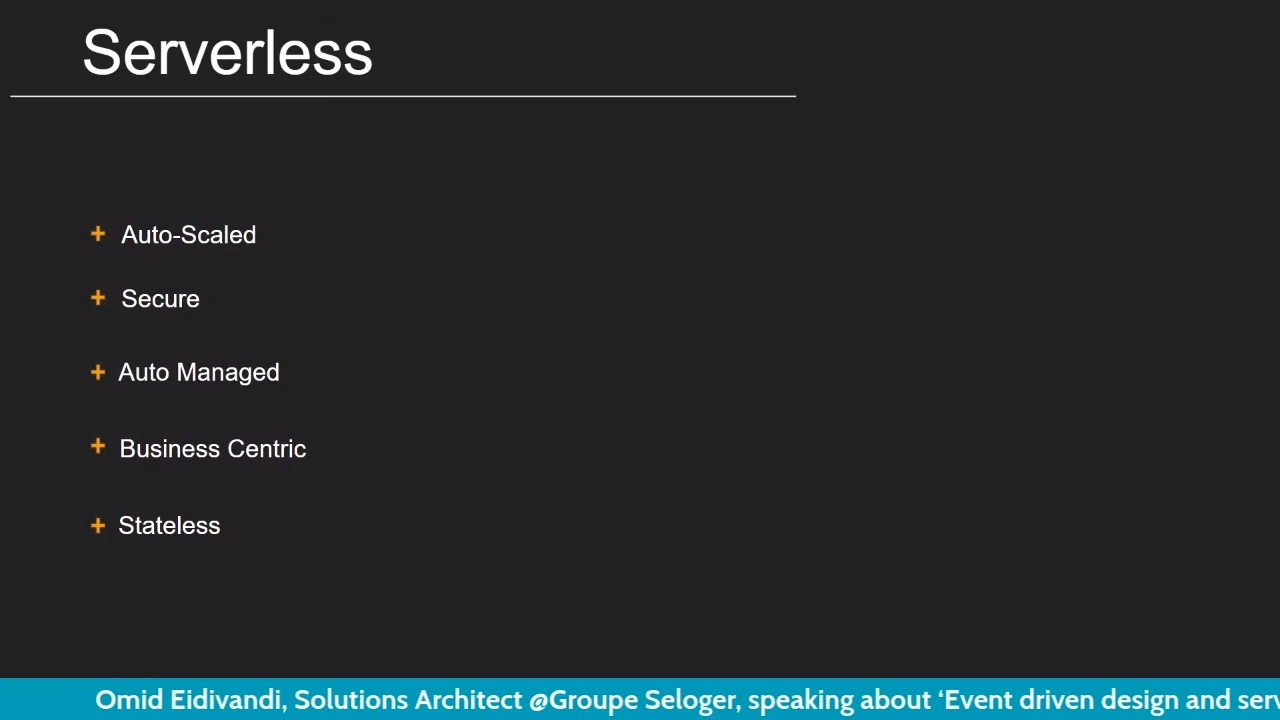 Serverless
+ Auto-Scaled
+ Secure
+ Auto Managed
+ Business Centric
+ Stateless
Omid Eidivandi, Solutions Architect @Groupe Seloger, speaking about ‘Event driven design and serv